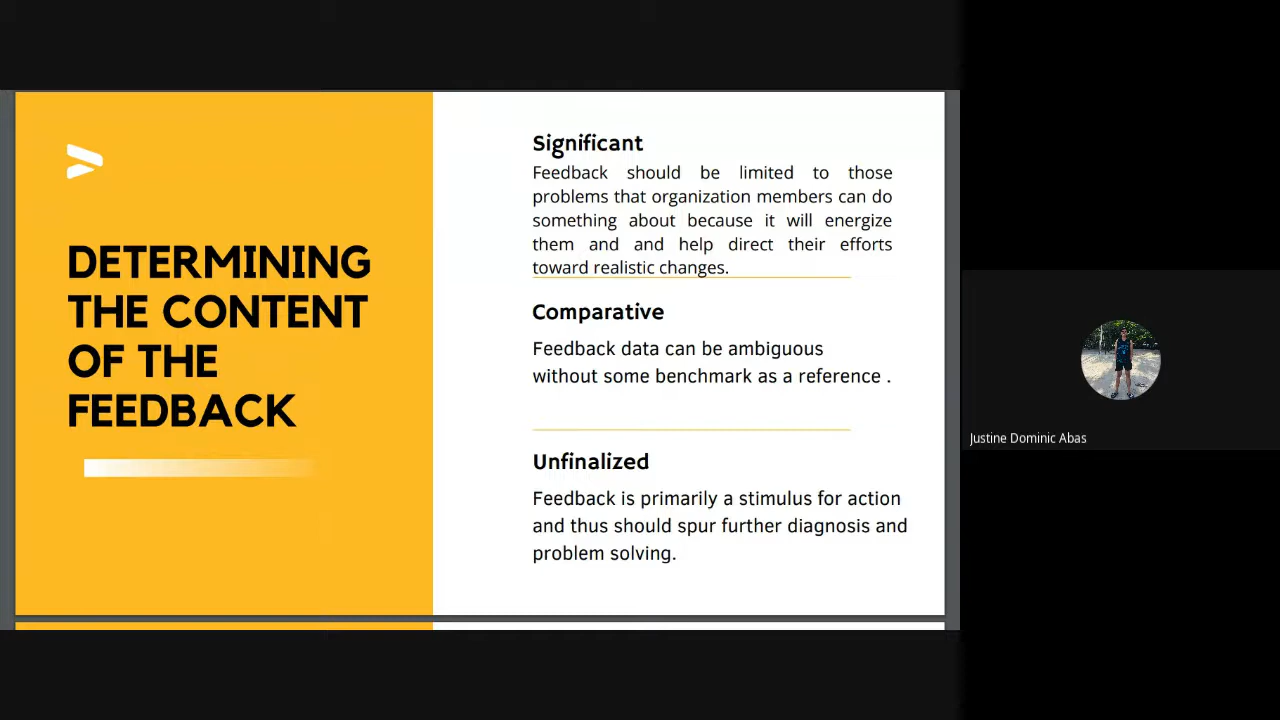 DETERMINING
THE CONTENT
OF THE
FEEDBACK
Significant
Feedback should be limited to those
problems that organization members can do
something about because it will energize
them and and help direct their efforts
toward realistic changes.
Comparative
Feedback data can be ambiguous
without some benchmark as a reference .
Unfinalized
Feedback is primarily a stimulus for action
and thus should spur further diagnosis and
problem solving.
Justine Dominic Abas